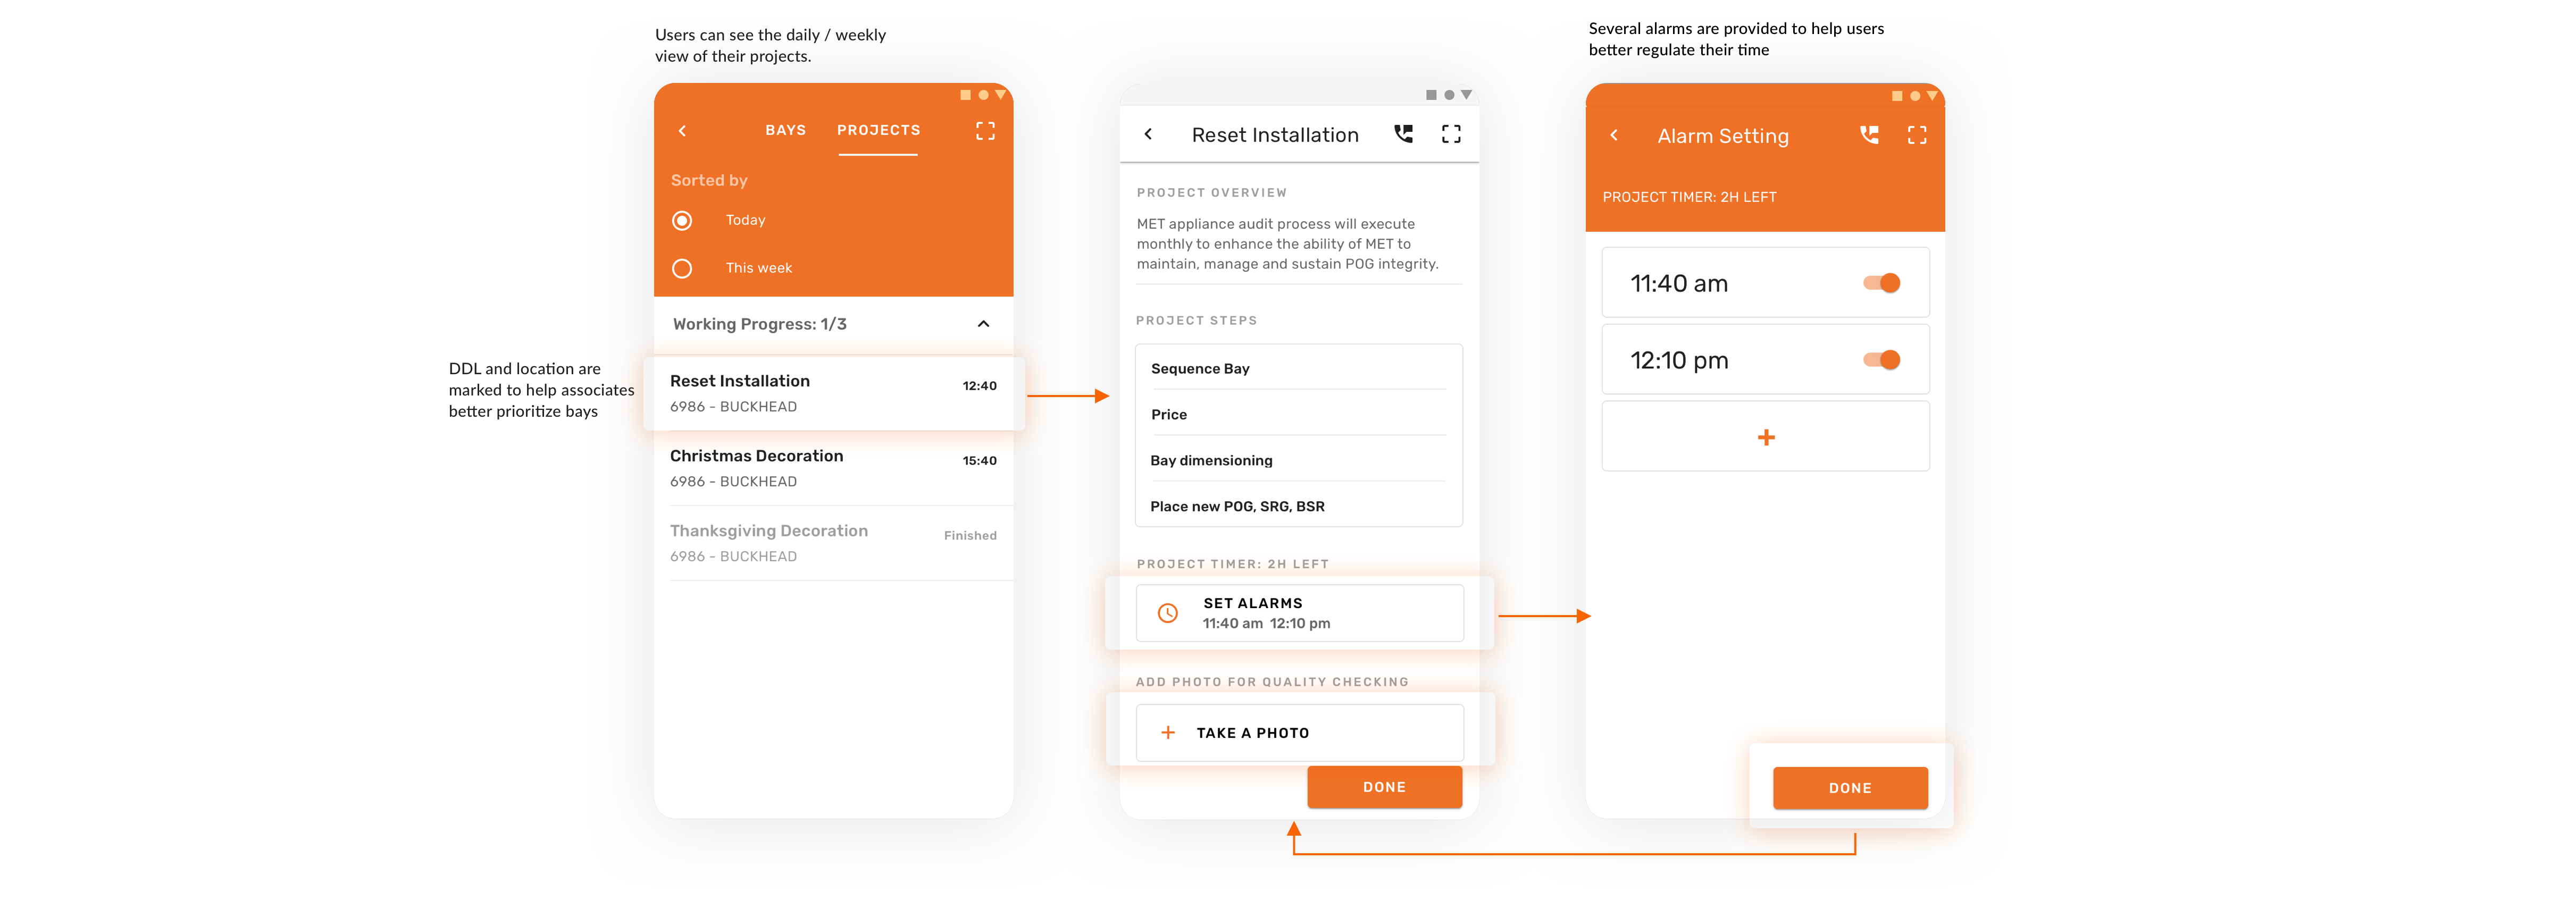 Users can see the daily / weekly
view of their projects.
BAYS PROJECTS
Sorted by
Today
This week
Working Progress: 1/3
DDL and location are
marked to help associates
better prioritize bays
Reset Installation 12:40
6986 - BUCKHEAD
Christmas Decoration 15:40
6986 - BUCKHEAD
Thanksgiving Decoration Finished
6986 - BUCKHEAD
Reset Installation
PROJECT OVERVIEW
MET appliance audit process will execute
monthly to enhance the ability of MET to
maintain, manage and sustain POG integrity.
PROJECT STEPS
Sequence Bay
Price
Bay dimensioning
Place new POG, SRG, BSR
PROJECT TIMER: 2H LEFT
SET ALARMS
11:40 am 12:10 pm
ADD PHOTO FOR QUALITY CHECKING
TAKE A PHOTO
DONE
Several alarms are provided to help users
better regulate their time
Alarm Setting
PROJECT TIMER: 2H LEFT
11:40 am
12:10 pm
DONE